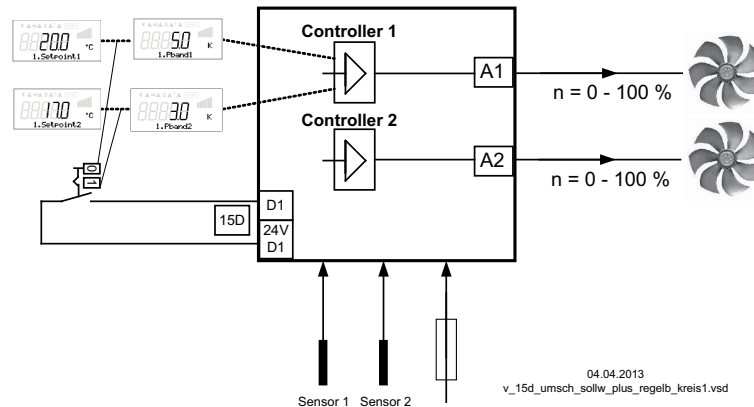 Controller 1
20.0 °C
1.Setpoint1
5.0 K
1.Pband1
A1
n = 0 - 100 %
17.0 °C
1.Setpoint2
3.0 K
1.Pband2
Controller 2
A2
n = 0 - 100 %
0
1
15D
D1
24V
D1
Sensor 1
Sensor 2
04.04.2013
v_15d_umsch_sollw_plus_regelb_kreis1.vsd